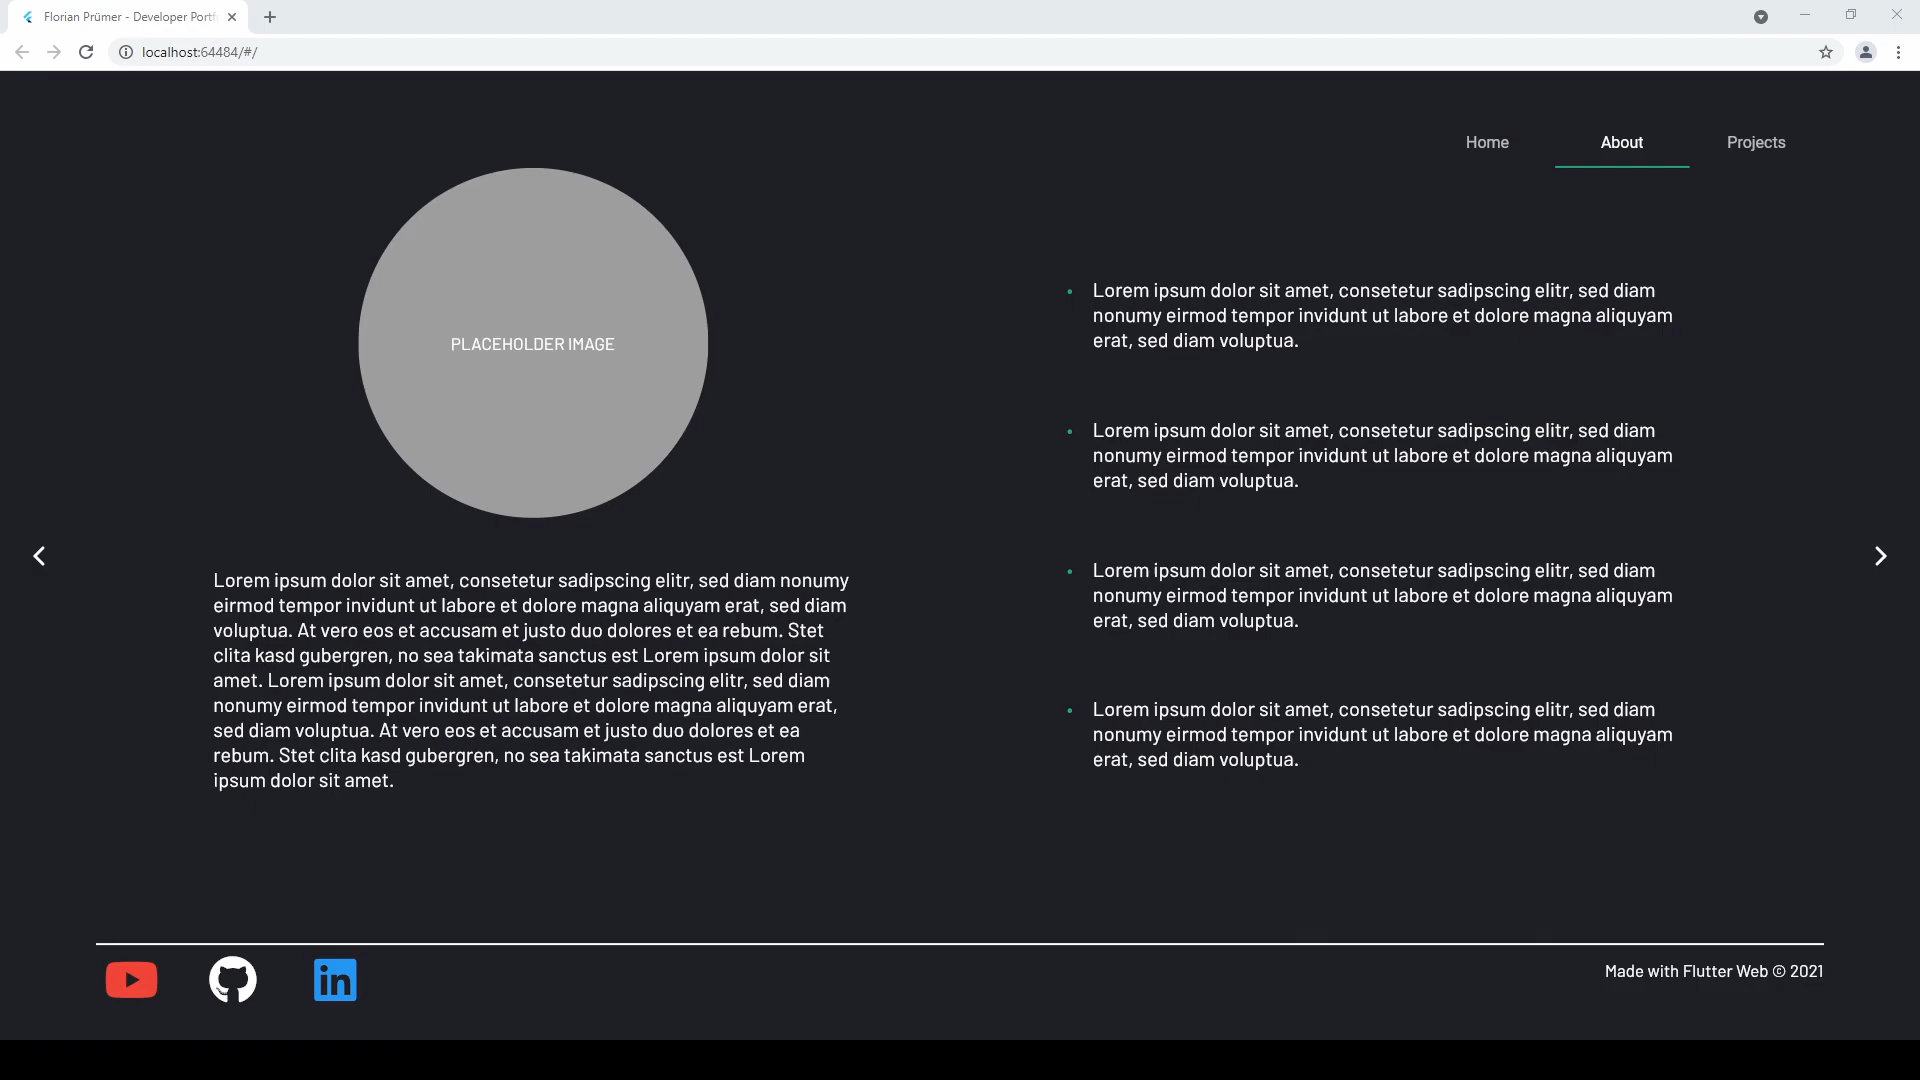 Florian Prümer - Developer Portf
localhost:64484/#/
Home
About
Projects
PLACEHOLDER IMAGE
Lorem ipsum dolor sit amet, consetetur sadipscing elitr, sed diam nonumy
eirmod tempor invidunt ut labore et dolore magna aliquyam erat, sed diam
voluptua. At vero eos et accusam et justo duo dolores et ea rebum. Stet
clita kasd gubergren, no sea takimata sanctus est Lorem ipsum dolor sit
amet. Lorem ipsum dolor sit amet, consetetur sadipscing elitr, sed diam
nonumy eirmod tempor invidunt ut labore et dolore magna aliquyam erat,
sed diam voluptua. At vero eos et accusam et justo duo dolores et ea
rebum. Stet clita kasd gubergren, no sea takimata sanctus est Lorem
ipsum dolor sit amet.
• Lorem ipsum dolor sit amet, consetetur sadipscing elitr, sed diam
nonumy eirmod tempor invidunt ut labore et dolore magna aliquyam
erat, sed diam voluptua.
• Lorem ipsum dolor sit amet, consetetur sadipscing elitr, sed diam
nonumy eirmod tempor invidunt ut labore et dolore magna aliquyam
erat, sed diam voluptua.
• Lorem ipsum dolor sit amet, consetetur sadipscing elitr, sed diam
nonumy eirmod tempor invidunt ut labore et dolore magna aliquyam
erat, sed diam voluptua.
• Lorem ipsum dolor sit amet, consetetur sadipscing elitr, sed diam
nonumy eirmod tempor invidunt ut labore et dolore magna aliquyam
erat, sed diam voluptua.
in
Made with Flutter Web © 2021